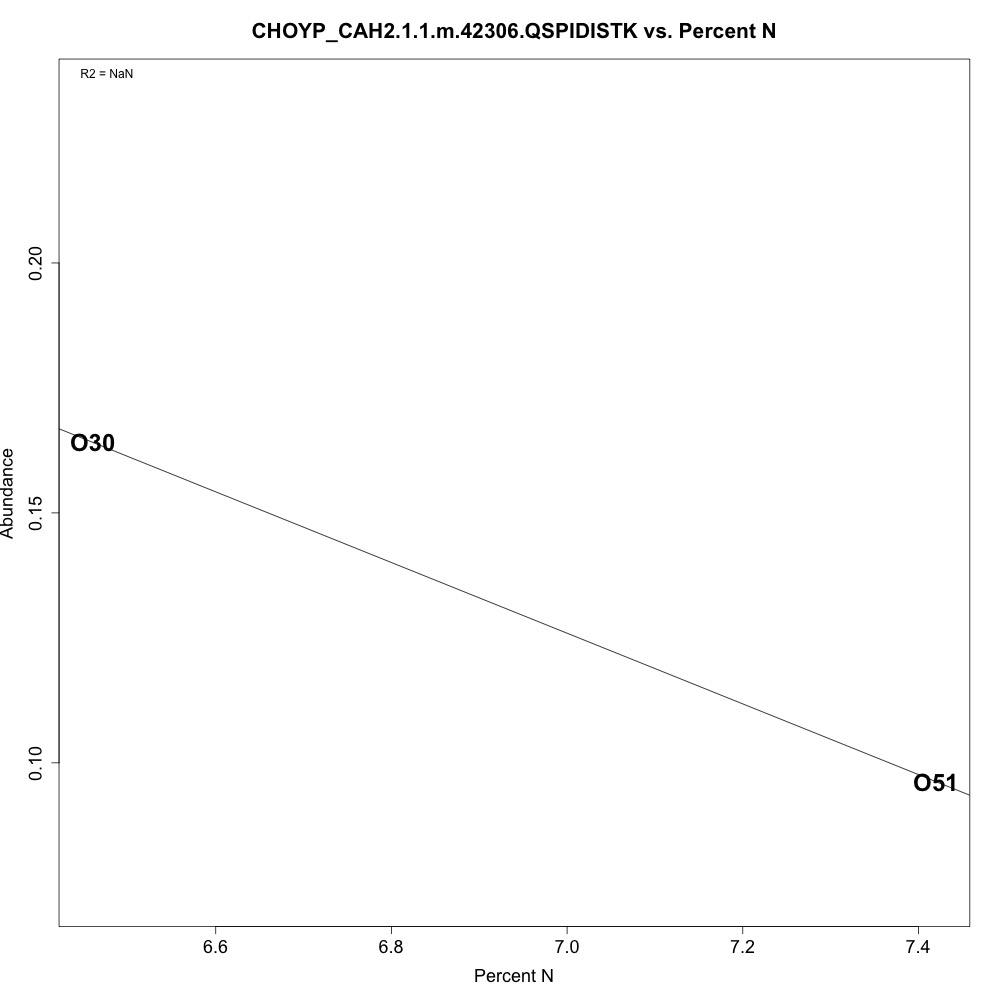 CHOYP_CAH2.1.1.m.42306.QSPIDISTK vs. Percent N
R2 = NaN
0.20
O30
Abundance
0.15
0.10
O51
6.6 6.8 7.0 7.2 7.4
Percent N